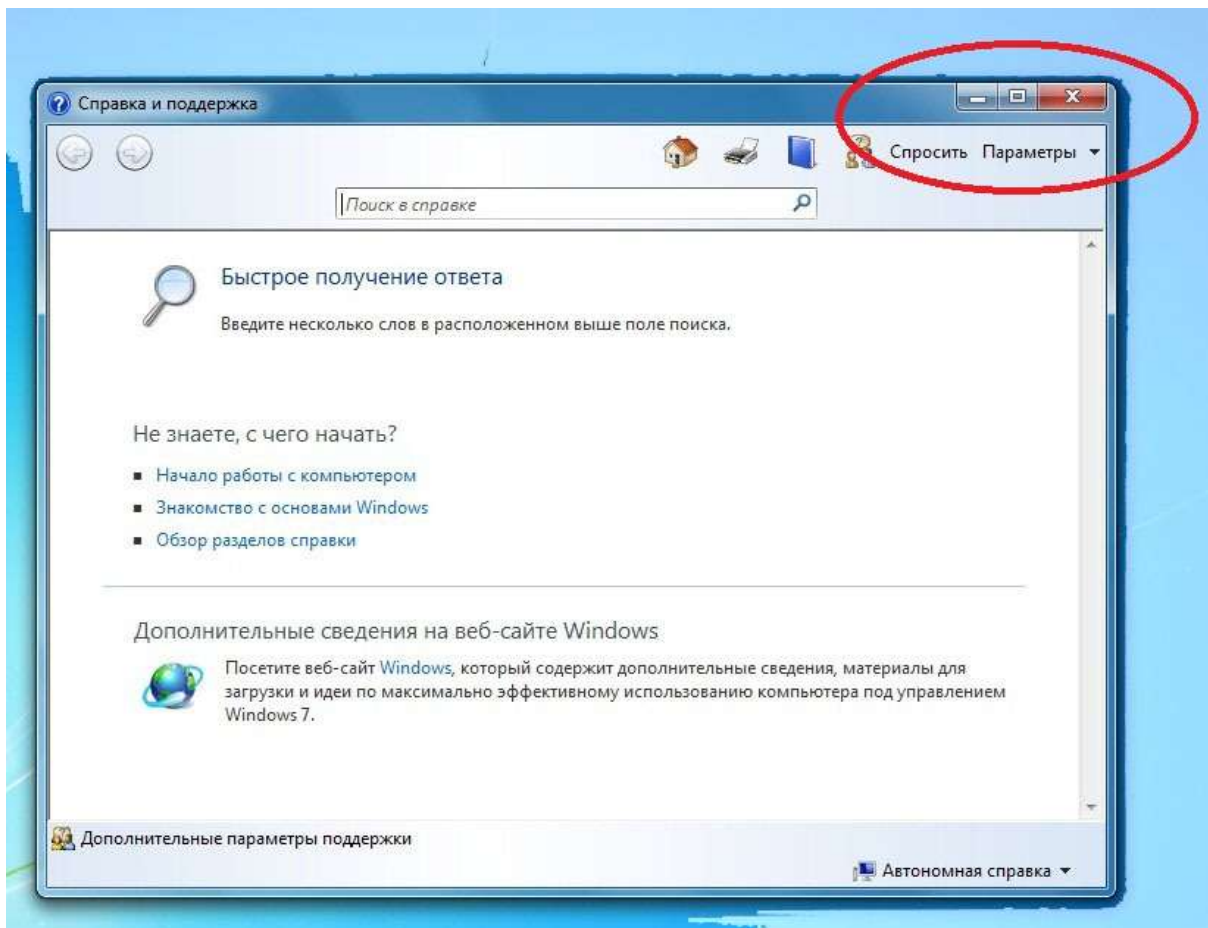 Справка и поддержка
Спросить Параметры
Поиск в справке
Быстрое получение ответа
Введите несколько слов в расположенном выше поле поиска.
Не знаете, с чего начать?
Начало работы с компьютером
Знакомство с основами Windows
Обзор разделов справки
Дополнительные сведения на веб-сайте Windows
Посетите веб-сайт Windows, который содержит дополнительные сведения, материалы для
загрузки и идеи по максимально эффективному использованию компьютера под управлением
Windows 7.
Дополнительные параметры поддержки
Автономная справка